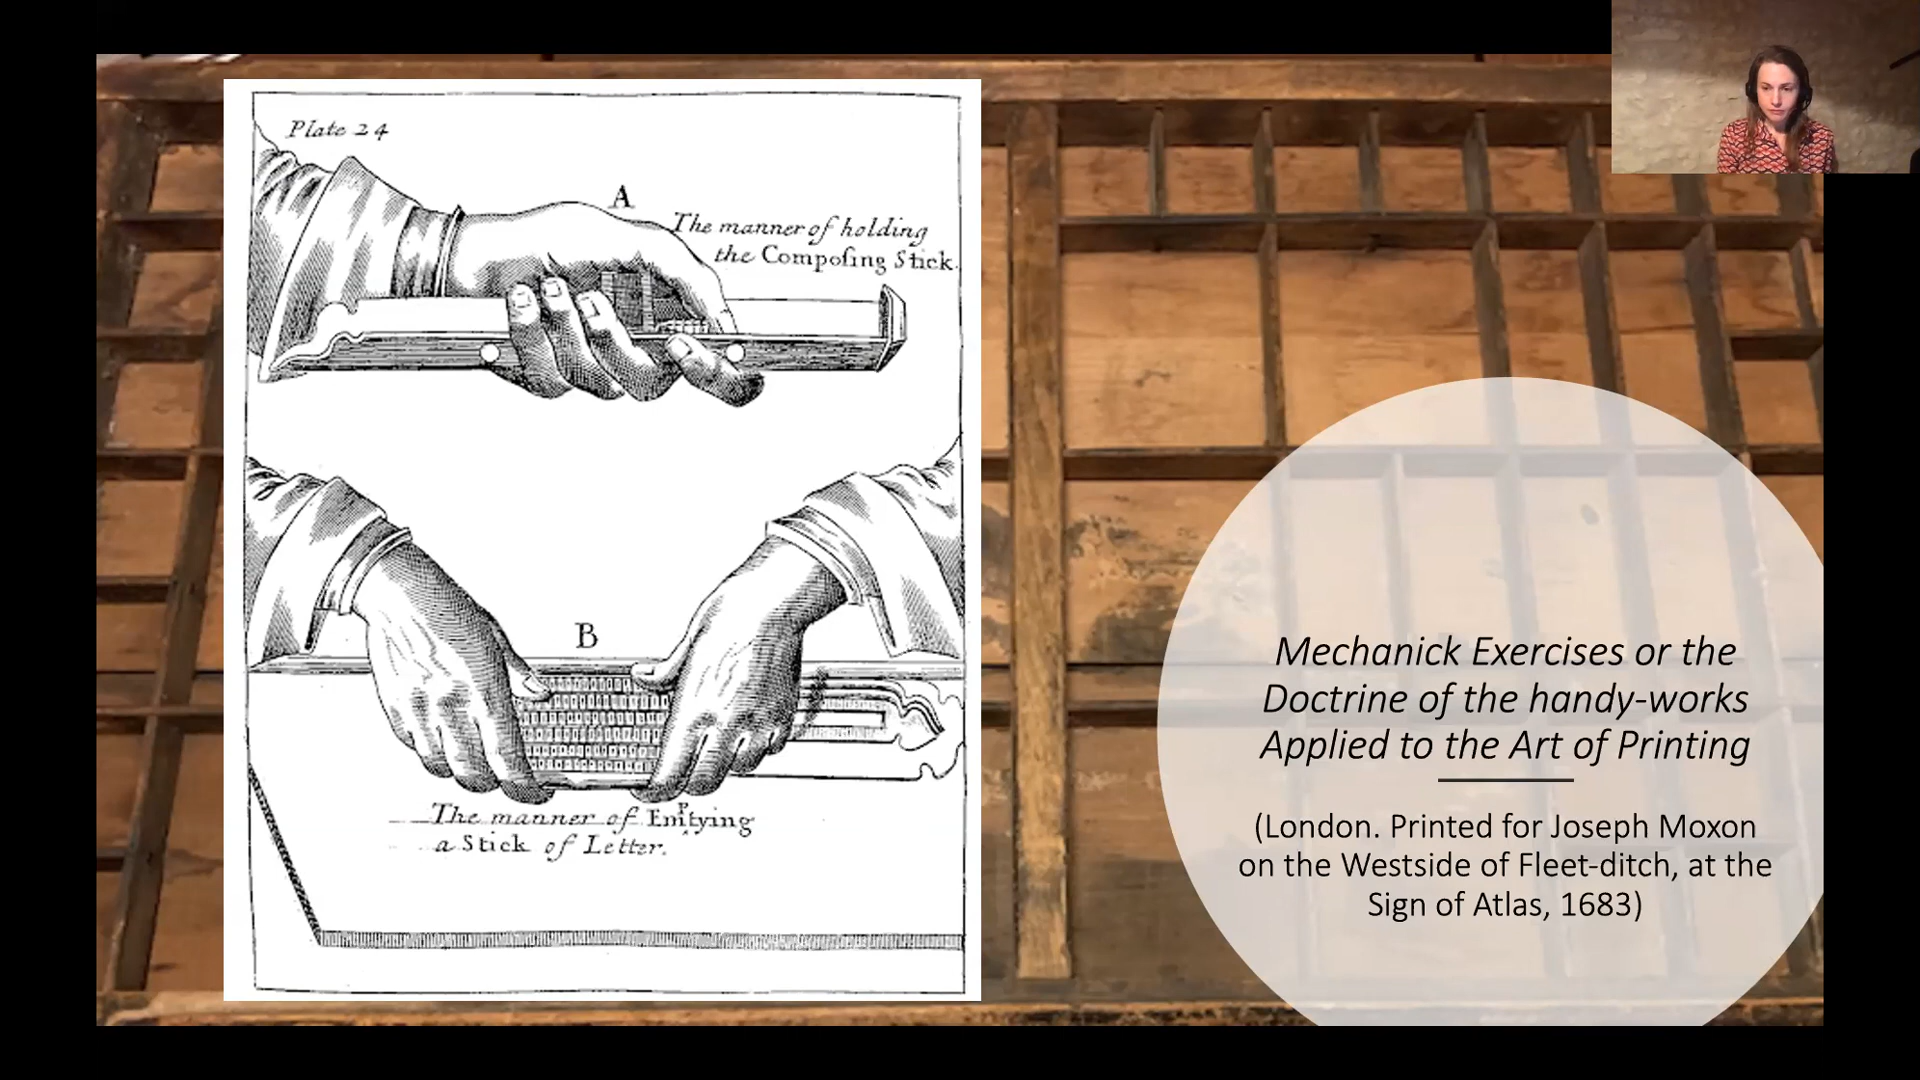 Plate 24
A
The manner of holding
the Compoſing Stick.
B
The manner of Emptying
a Stick of Letter.
Mechanick Exercises or the
Doctrine of the handy-works
Applied to the Art of Printing
(London. Printed for Joseph Moxon
on the Westside of Fleet-ditch, at the
Sign of Atlas, 1683)